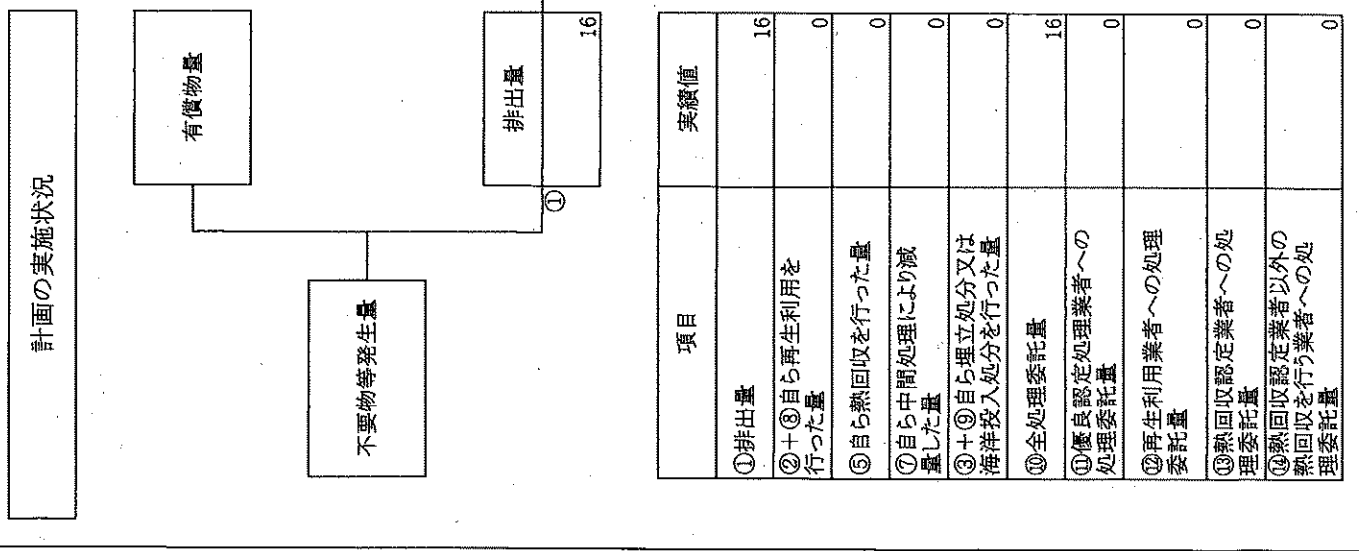 計画の実施状況
有償物量
不要物等発生量
①
排出量
16
項目
実績値
①排出量
16
②+⑧自ら再生利用を
行った量
0
⑤自ら熱回収を行った量
0
⑦自ら中間処理により減
量した量
0
③+⑨自ら埋立処分又は
海洋投入処分を行った量
0
⑩全処理委託量
16
⑪優良認定処理業者への
処理委託量
0
⑫再生利用業者への処理
委託量
0
⑬熱回収認定業者への処
理委託量
0
⑭熱回収認定業者以外の
熱回収を行う業者への処
理委託量
0